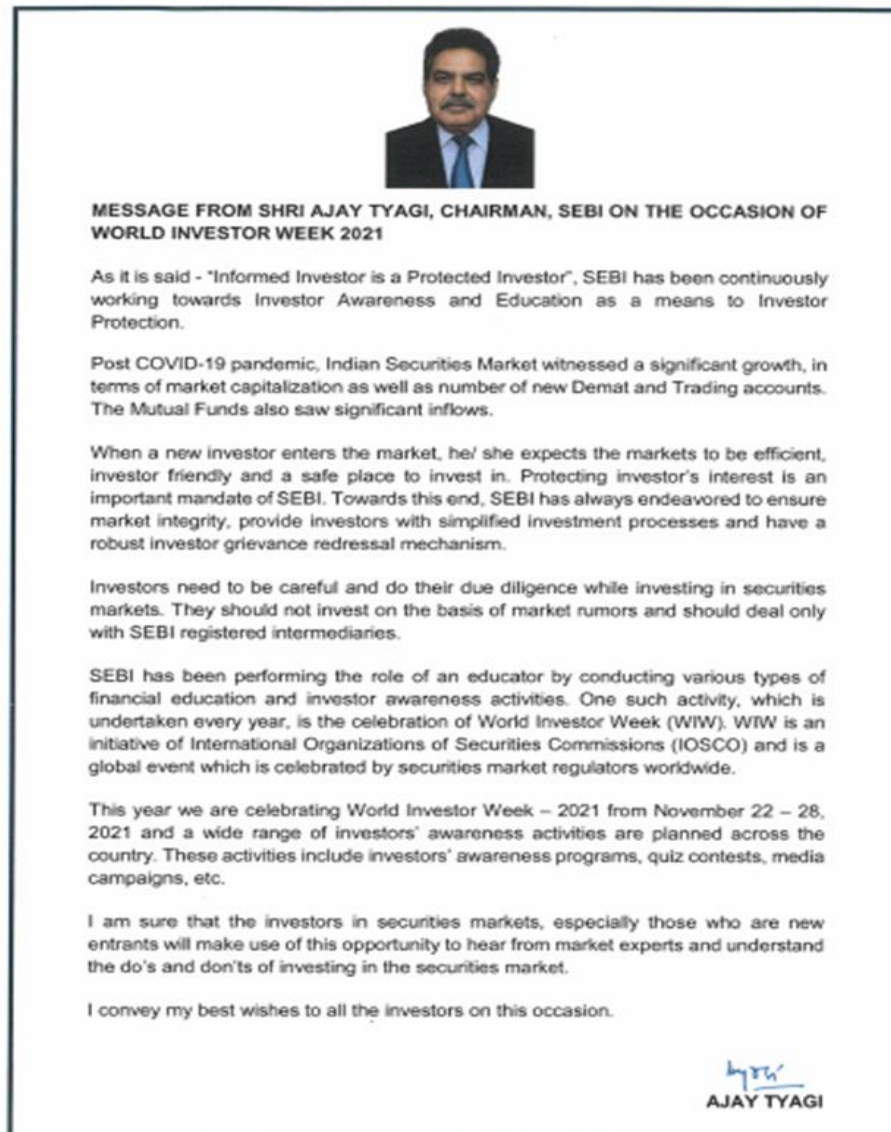 MESSAGE FROM SHRI AJAY TYAGI, CHAIRMAN, SEBI ON THE OCCASION OF
WORLD INVESTOR WEEK 2021
As it is said - "Informed Investor is a Protected Investor", SEBI has been continuously
working towards Investor Awareness and Education as a means to Investor
Protection.
Post COVID-19 pandemic, Indian Securities Market witnessed a significant growth, in
terms of market capitalization as well as number of new Demat and Trading accounts.
The Mutual Funds also saw significant inflows.
When a new investor enters the market, he/ she expects the markets to be efficient,
investor friendly and a safe place to invest in. Protecting investor's interest is an
important mandate of SEBI. Towards this end, SEBI has always endeavored to ensure
market integrity, provide investors with simplified investment processes and have a
robust investor grievance redressal mechanism.
Investors need to be careful and do their due diligence while investing in securities
markets. They should not invest on the basis of market rumors and should deal only
with SEBI registered intermediaries.
SEBI has been performing the role of an educator by conducting various types of
financial education and investor awareness activities. One such activity, which is
undertaken every year, is the celebration of World Investor Week (WIW). WIW is an
initiative of International Organizations of Securities Commissions (IOSCO) and is a
global event which is celebrated by securities market regulators worldwide.
This year we are celebrating World Investor Week – 2021 from November 22 – 28,
2021 and a wide range of investors' awareness activities are planned across the
country. These activities include investors' awareness programs, quiz contests, media
campaigns, etc.
I am sure that the investors in securities markets, especially those who are new
entrants will make use of this opportunity to hear from market experts and understand
the do's and don'ts of investing in the securities market.
I convey my best wishes to all the investors on this occasion.
AJAY TYAGI